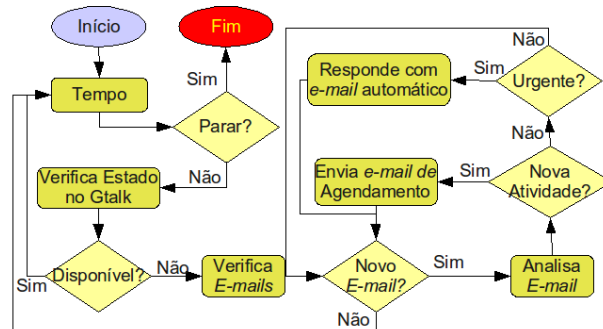 Início
Fim
Não
Sim
Responde com
e-mail automático
Sim
Urgente?
Tempo
Parar?
Não
Verifica Estado
no Gtalk
Não
Envia e-mail de
Agendamento
Sim
Nova
Atividade?
Disponível?
Não
Sim
Verifica
E-mails
Novo
E-mail?
Sim
Analisa
E-mail
Não